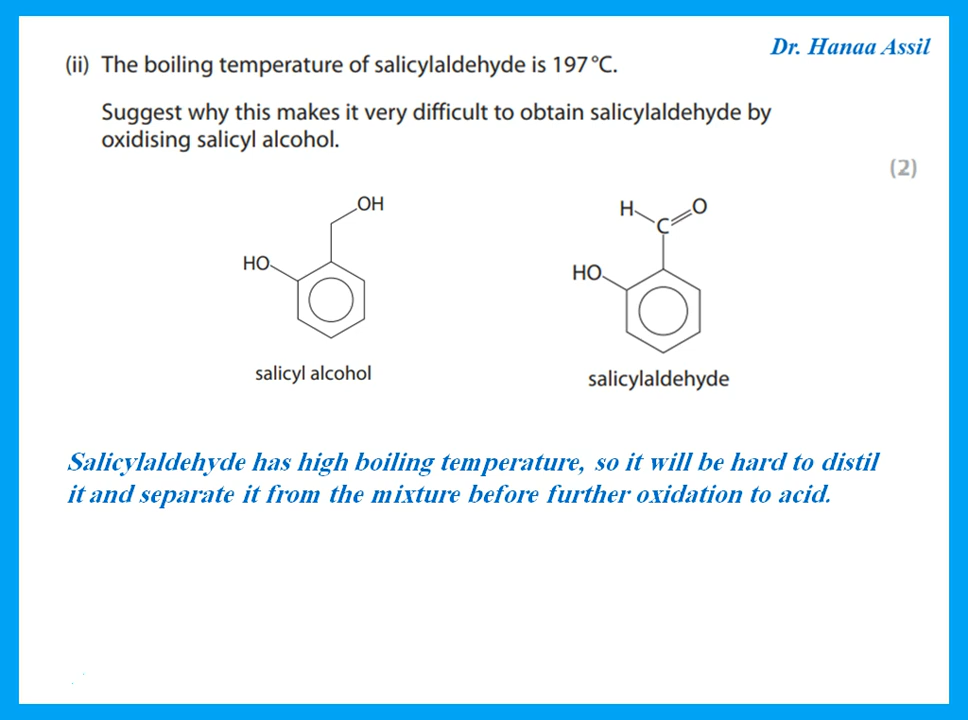 Dr. Hanaa Assil
(ii) The boiling temperature of salicylaldehyde is 197 °C.
Suggest why this makes it very difficult to obtain salicylaldehyde by
oxidising salicyl alcohol.
(2)
OH
HO
salicyl alcohol
H
C
O
HO
salicylaldehyde
Salicylaldehyde has high boiling temperature, so it will be hard to distil
it and separate it from the mixture before further oxidation to acid.